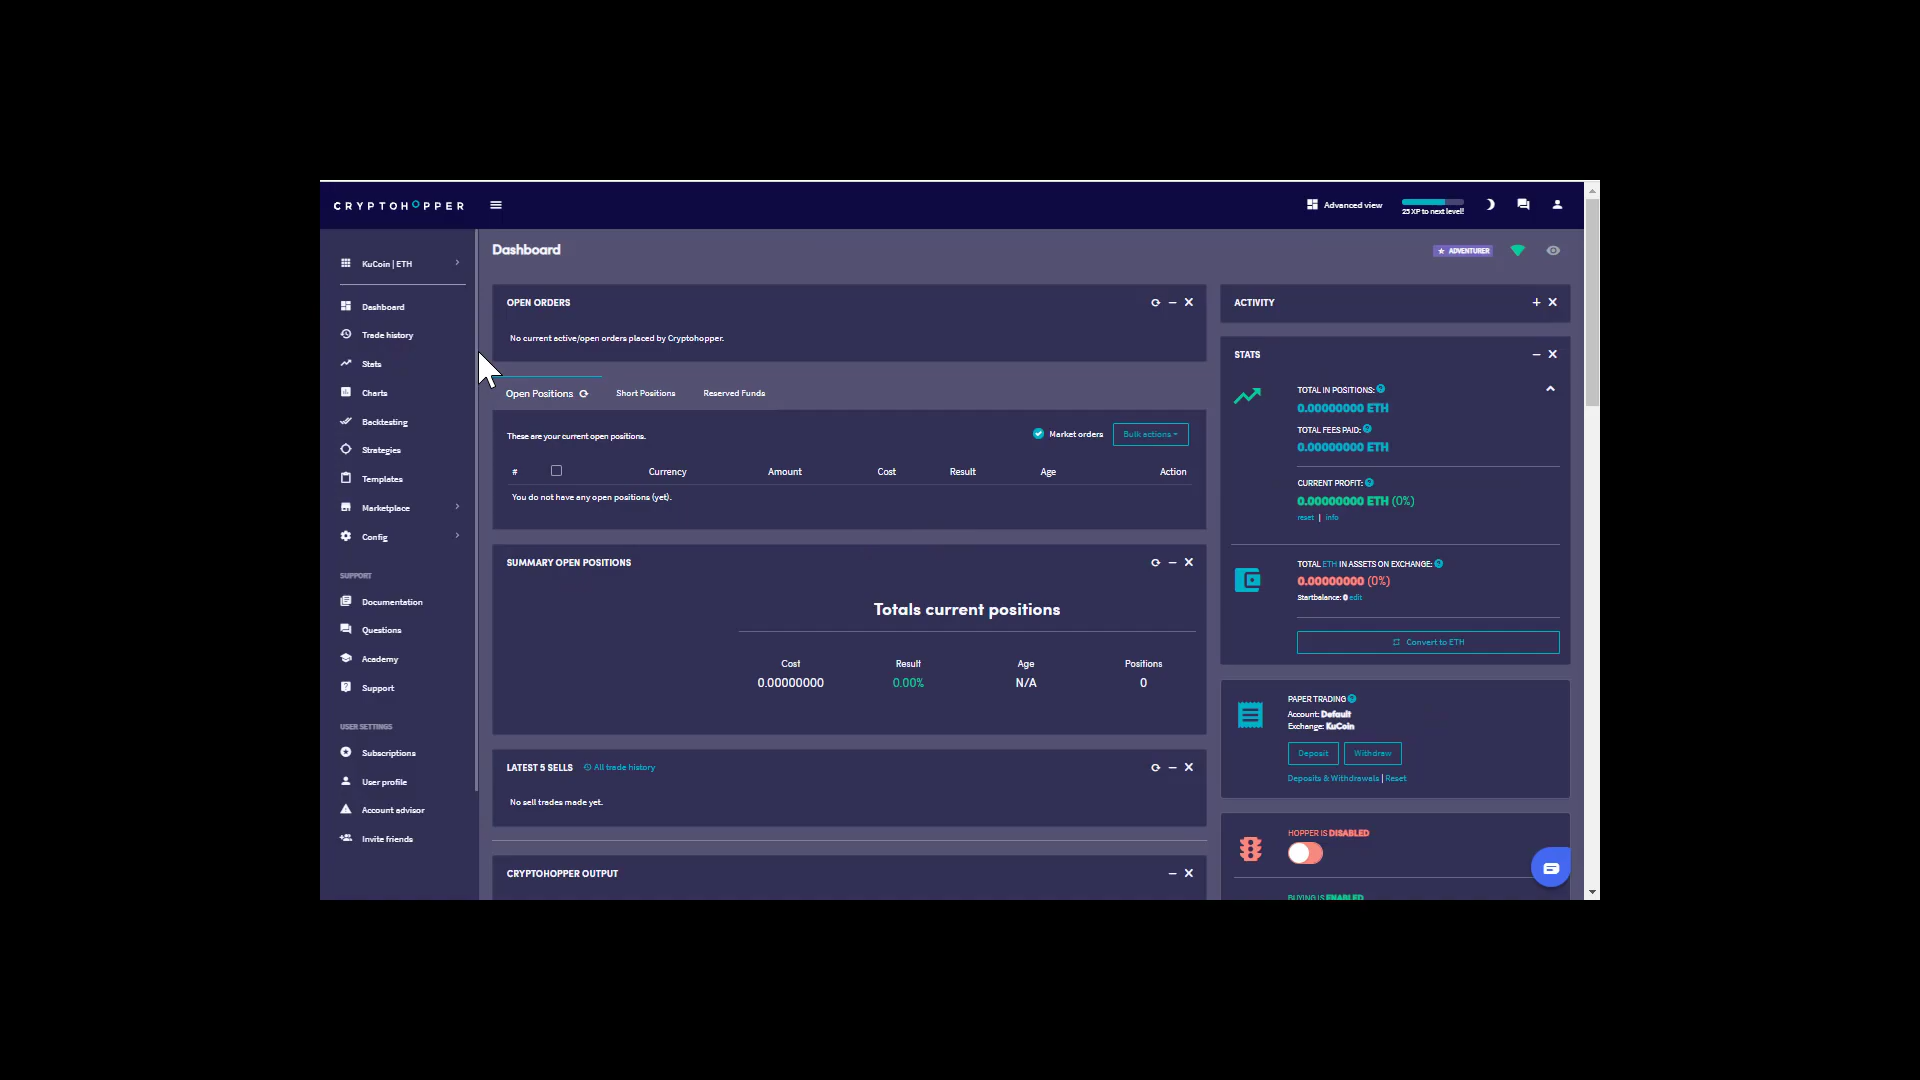 CRYPTOHOPPER
Advanced view
25 XP to next level!
KuCoin | ETH
Dashboard
Trade history
Stats
Charts
Backtesting
Strategies
Templates
Marketplace
Config
SUPPORT
Documentation
Questions
Academy
Support
USER SETTINGS
Subscriptions
User profile
Account advisor
Invite friends
Dashboard
ADVENTURER
OPEN ORDERS
No current active/open orders placed by Cryptohopper.
Open Positions
Short Positions
Reserved Funds
These are your current open positions.
Market orders
Bulk actions
# Currency Amount Cost Result Age Action
You do not have any open positions (yet).
SUMMARY OPEN POSITIONS
Totals current positions
Cost Result Age Positions
0.00000000 0.00% N/A 0
LATEST 5 SELLS All trade history
No sell trades made yet.
CRYPTOHOPPER OUTPUT
ACTIVITY
STATS
TOTAL IN POSITIONS:
0.00000000 ETH
TOTAL FEES PAID:
0.00000000 ETH
CURRENT PROFIT:
0.00000000 ETH (0%)
reset | info
TOTAL ETH IN ASSETS ON EXCHANGE:
0.00000000 (0%)
Startbalance: 0 edit
Convert to ETH
PAPER TRADING
Account: Default
Exchange: KuCoin
Deposit
Withdraw
Deposits & Withdrawals | Reset
HOPPER IS DISABLED
BUYING IS ENABLED